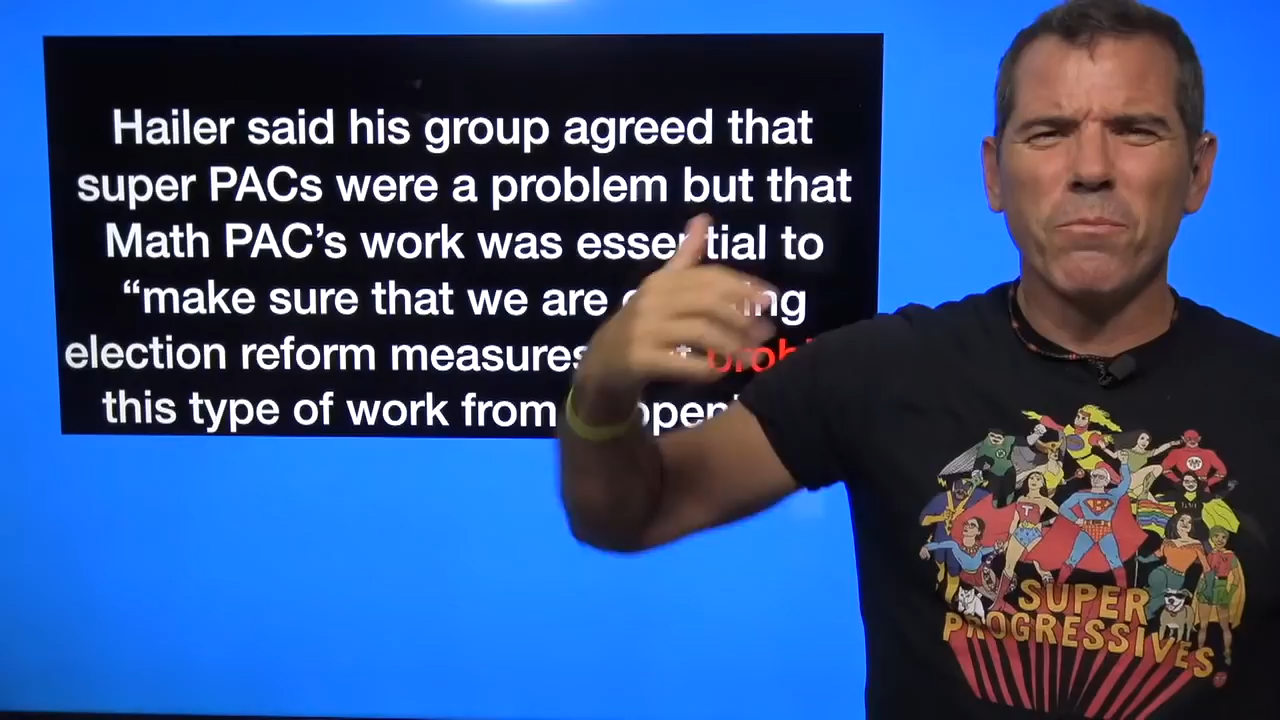 Hailer said his group agreed that
super PACs were a problem but that
Math PAC's work was essential to
“make sure that we are
election reform measures
this type of work from
SUPER
PROGRESSIVES